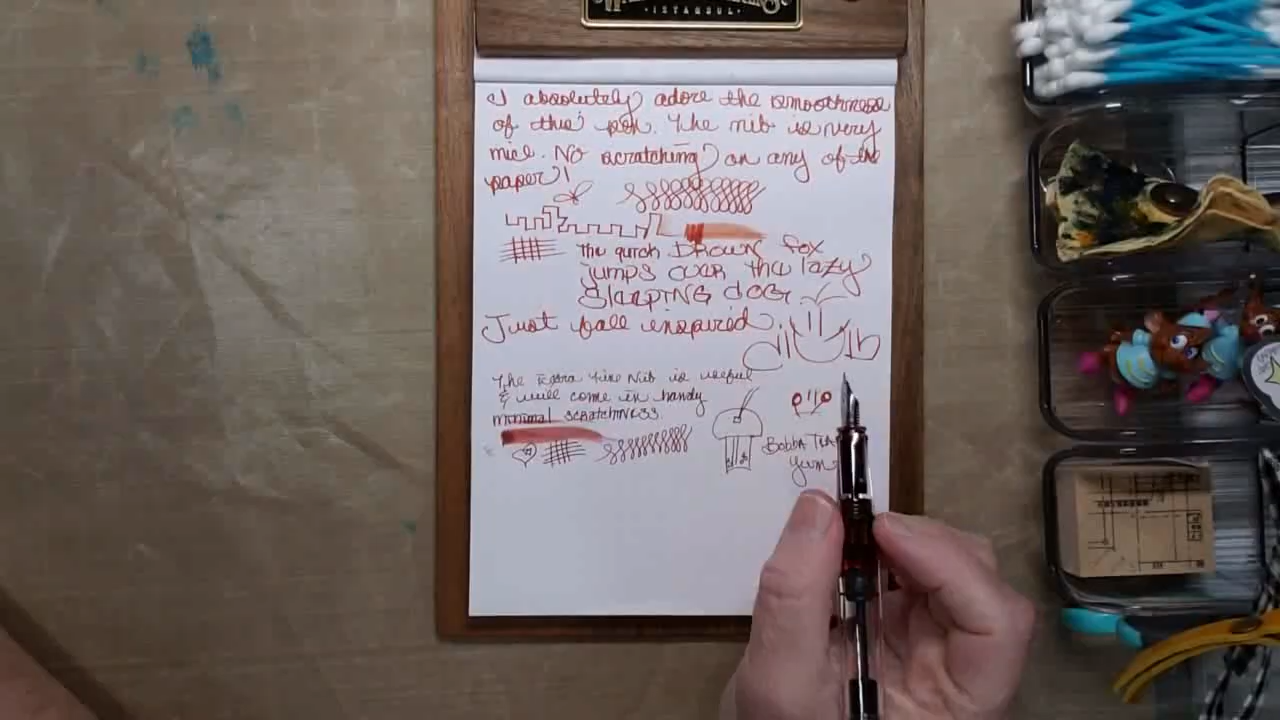 ISTANBUL
I absolutely adore the smoothness
of this pen. The nib is very
nice. No scratching on any of the
paper!
The quick brown fox
jumps over the lazy
sleeping dog.
Just fall inspired
The Extra Fine Nib is useful
& will come in handy
minimal scratchiness.
Bobba Tea
Yum